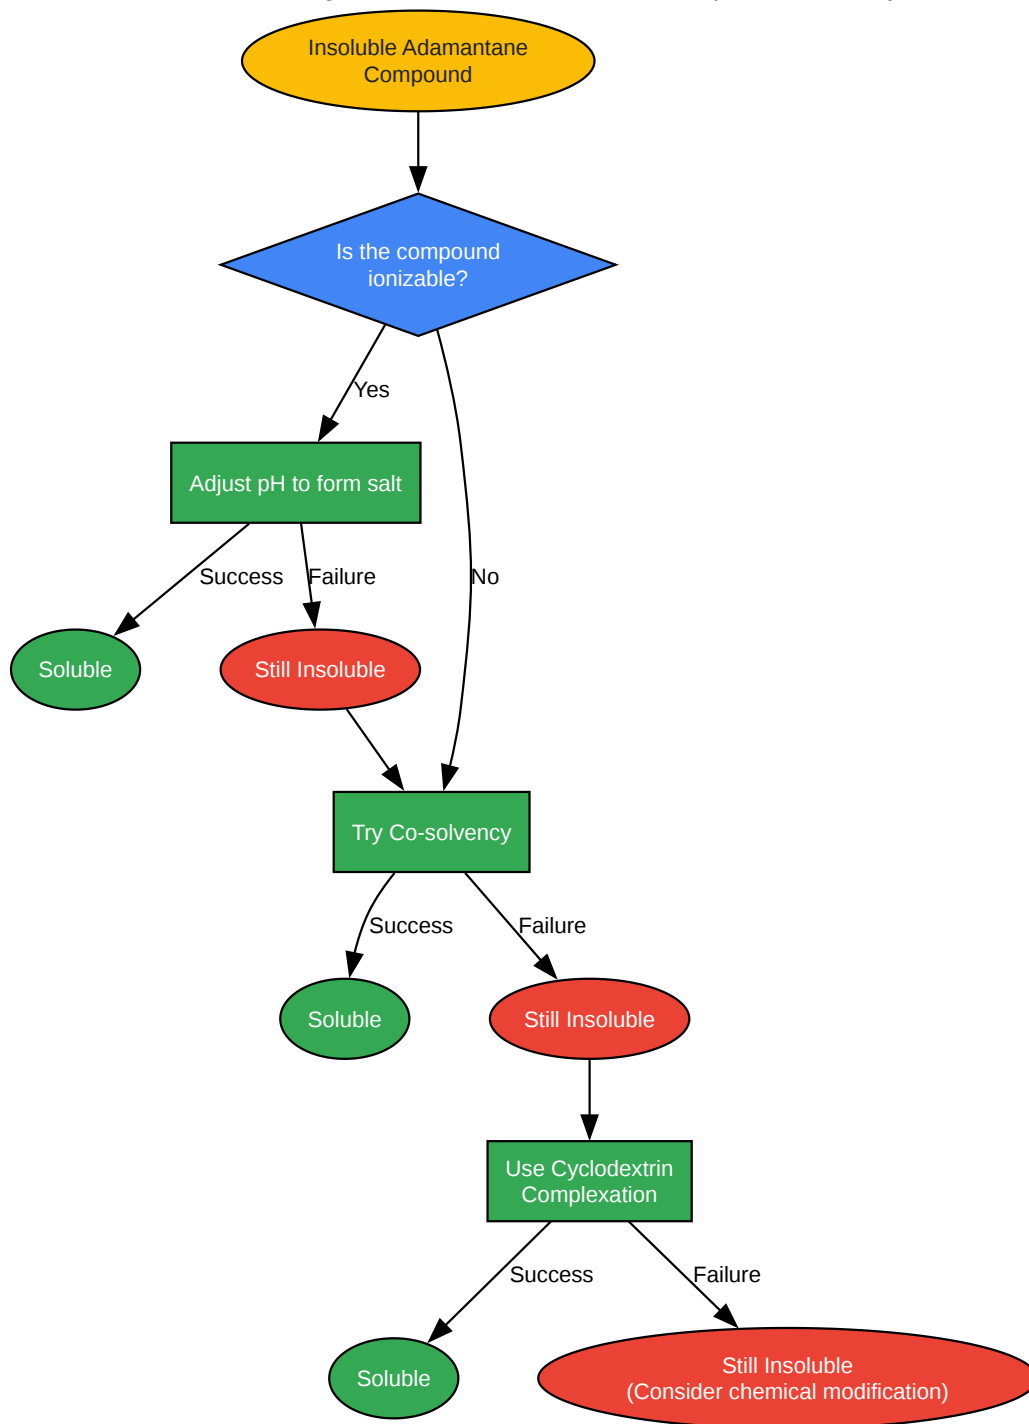 Insoluble Adamantane
Compound
Is the compound
ionizable?
Yes
Adjust pH to form salt
Success
Failure
No
Soluble
Still Insoluble
Try Co-solvency
Success
Failure
Soluble
Still Insoluble
Use Cyclodextrin
Complexation
Success
Failure
Soluble
Still Insoluble
(Consider chemical modification)